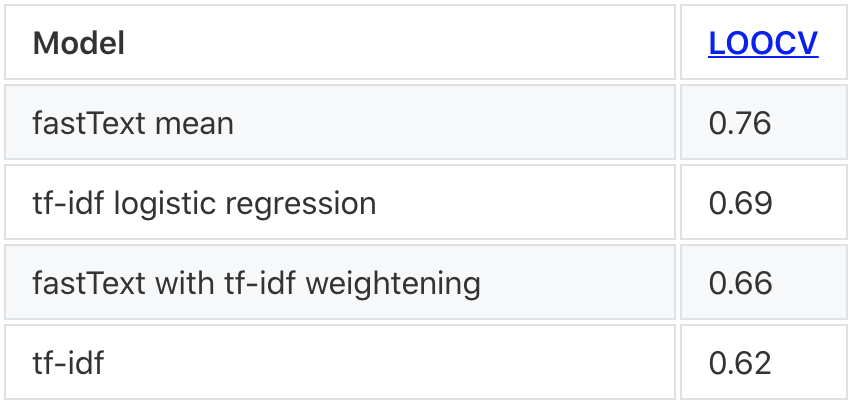 Model LOOCV
fastText mean 0.76
tf-idf logistic regression 0.69
fastText with tf-idf weightening 0.66
tf-idf 0.62